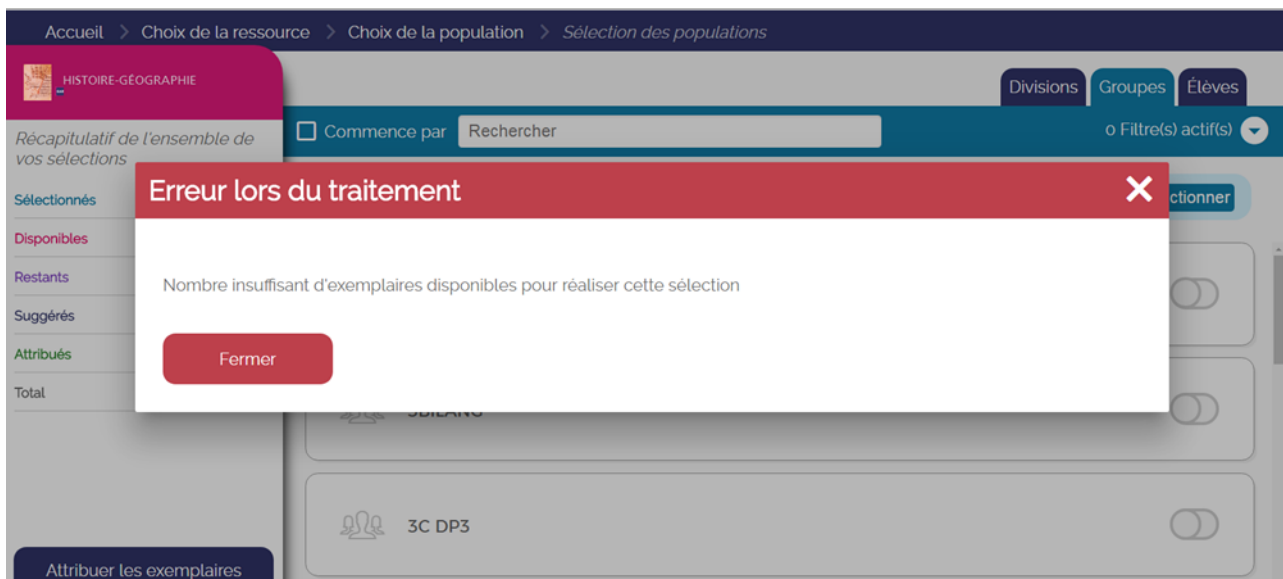 Accueil > Choix de la ressource > Choix de la population > Sélection des populations
HISTOIRE-GÉOGRAPHIE
Divisions Groupes Élèves
Récapitulatif de l'ensemble de
vos sélections
Commence par Rechercher 0 Filtre(s) actif(s)
Sélectionnés
Disponibles
Restants
Suggérés
Attribués
Total
ctionner
Erreur lors du traitement
Nombre insuffisant d'exemplaires disponibles pour réaliser cette sélection
Fermer
3C DP3
Attribuer les exemplaires